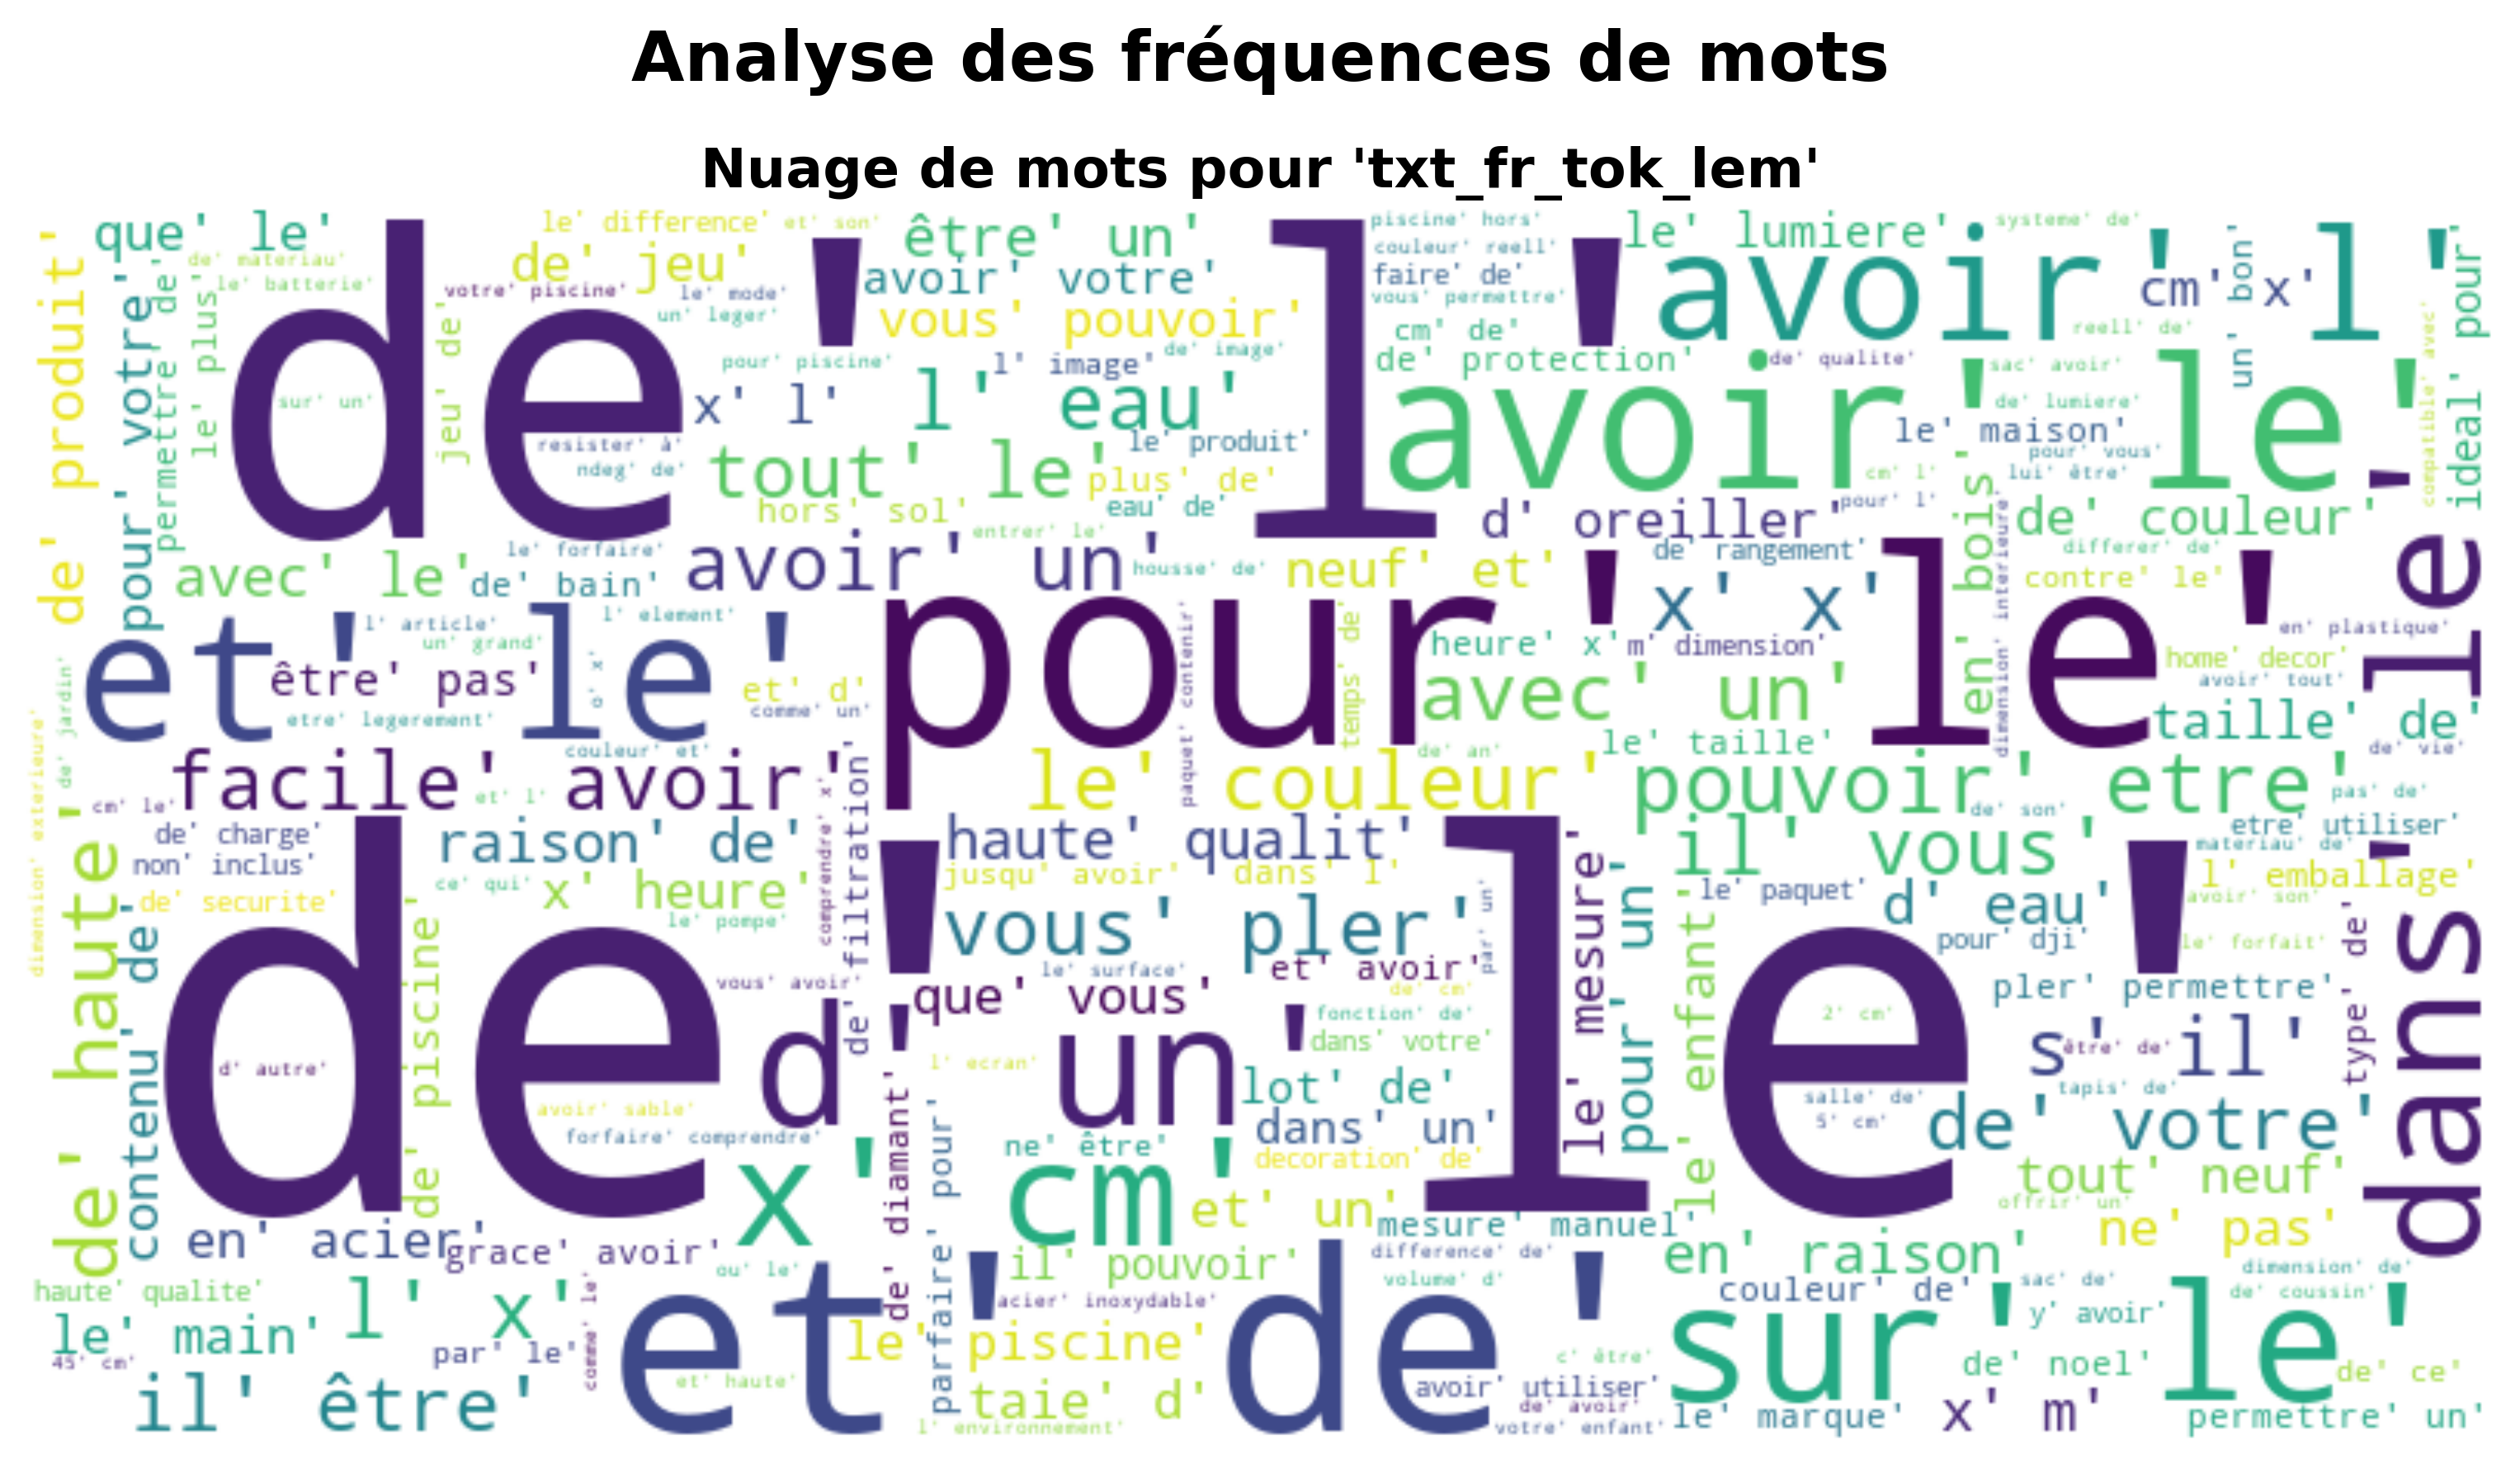 Analyse des fréquences de mots
Nuage de mots pour 'txt_fr_tok_lem'
que' le'
le' difference'
et' son'
être' un'
piscine' hors'
le' lumiere'
systeme' de'
de' materiau'
le' batterie'
de' jeu'
avoir' votre'
couleur' reell'
faire' de'
vous' permettre'
de' l'
avoir' l'
cm' x'
un' bon'
ideal' pour'
de' produit'
pour' votre'
permettre' de'
le' plus'
votre' piscine'
le' mode'
un' leger'
vous' pouvoir'
cm' de'
reell' de'
jeu' de'
pour' piscine'
l' image'
de' image'
de' protection'
de' qualite'
sac' avoir'
compatible' avec'
sur' un'
x' l'
l' eau'
avoir' le'
de' lumiere'
resister' à'
ndeg' de'
tout' le'
le' produit'
plus' de'
le' maison'
pour' vous'
lui' être'
cm' l'
hors' sol'
eau' de'
d' oreiller'
pour' l'
de' couleur'
entrer' le'
le' forfaire'
avec' le'
de' bain'
avoir' un'
housse' de'
neuf' et'
de' rangement'
en' bois'
dimension' interieure'
differer' de'
contre' le'
x' x'
pour' le'
et' le'
l' article'
un' grand'
l' element'
être' pas'
o' x'
etre' legerement'
et' d'
comme' un'
paquet' contenir'
temps' de'
heure' x'
m' dimension'
avec' un'
en' plastique'
home' decor'
avoir' tout'
taille' de'
de' vie'
dimension' exterieure'
de' jardin'
couleur' et'
de' an'
le' taille'
facile' avoir'
et' l'
cm' le'
le' couleur'
pouvoir' etre'
de' son'
pas' de'
de' haute'
de' charge'
non' inclus'
raison' de'
comprendre' x'
de' filtration'
haute' qualit'
le' mesure'
il' vous'
etre' utiliser'
materiau' de'
jusqu' avoir'
dans' l'
l' emballage'
de' securite'
ce' qui'
x' heure'
le' pompe'
le' paquet'
d' eau'
avoir' son'
contenu' de'
de' piscine'
vous' pler'
par' un'
pour' un'
le' enfant'
pour' dji'
le' forfait'
type' de'
dans' le'
vous' avoir'
le' surface'
et' avoir'
de' cm'
que' vous'
pler' permettre'
de' le'
d' un'
fonction' de'
dans' votre'
2' cm'
d' autre'
l' ecran'
s' il'
être' de'
de' diamant'
parfaire' pour'
lot' de'
tapis' de'
avoir' sable'
salle' de'
5' cm'
forfaire' comprendre'
ne' être'
dans' un'
de' votre'
decoration' de'
x' cm'
et' un'
tout' neuf'
offrir' un'
en' acier'
grace' avoir'
mesure' manuel'
ne' pas'
ou' le'
il' pouvoir'
difference' de'
en' raison'
dimension' de'
haute' qualite'
volume' d'
couleur' de'
sac' de'
de' coussin'
l' x'
comme' le'
acier' inoxydable'
y' avoir'
le' main'
et' de'
le' piscine'
sur' le'
45' cm'
par' le'
c' être'
de' noel'
de' ce'
et' haute'
avoir' utiliser'
il' être'
taie' d'
de' avoir'
x' m'
l' environnement'
votre' enfant'
le' marque'
permettre' un'